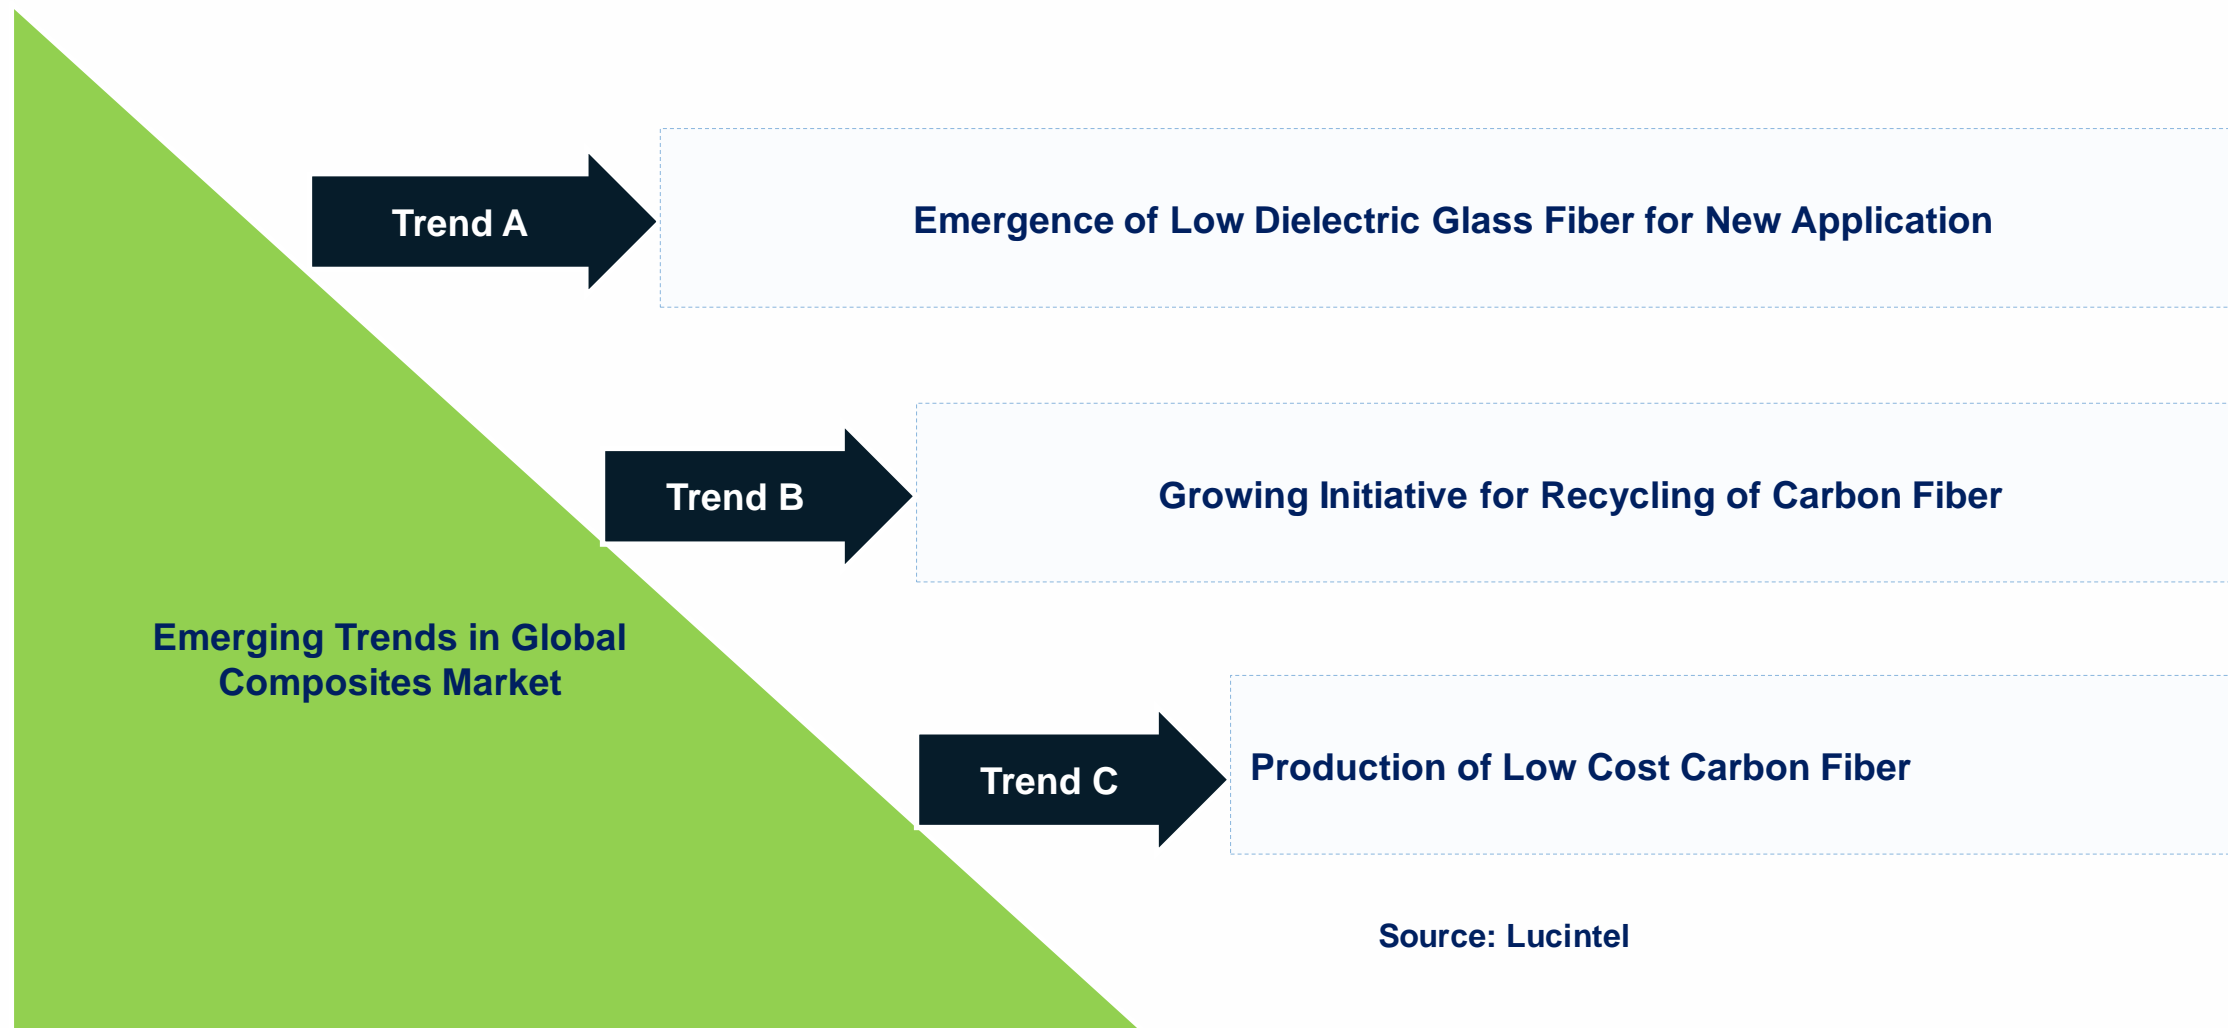 Trend A
Emergence of Low Dielectric Glass Fiber for New Application
Trend B
Growing Initiative for Recycling of Carbon Fiber
Emerging Trends in Global
Composites Market
Trend C
Production of Low Cost Carbon Fiber
Source: Lucintel